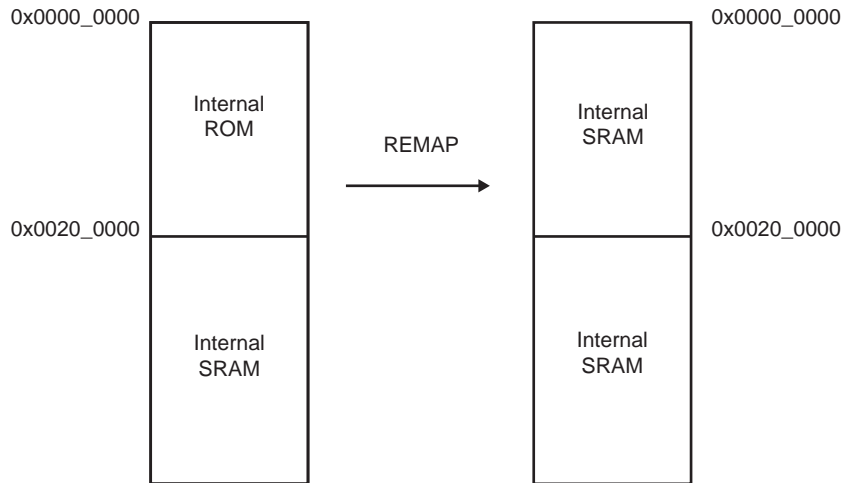 0x0000_0000
Internal
ROM
0x0020_0000
Internal
SRAM
REMAP
0x0000_0000
Internal
SRAM
0x0020_0000
Internal
SRAM